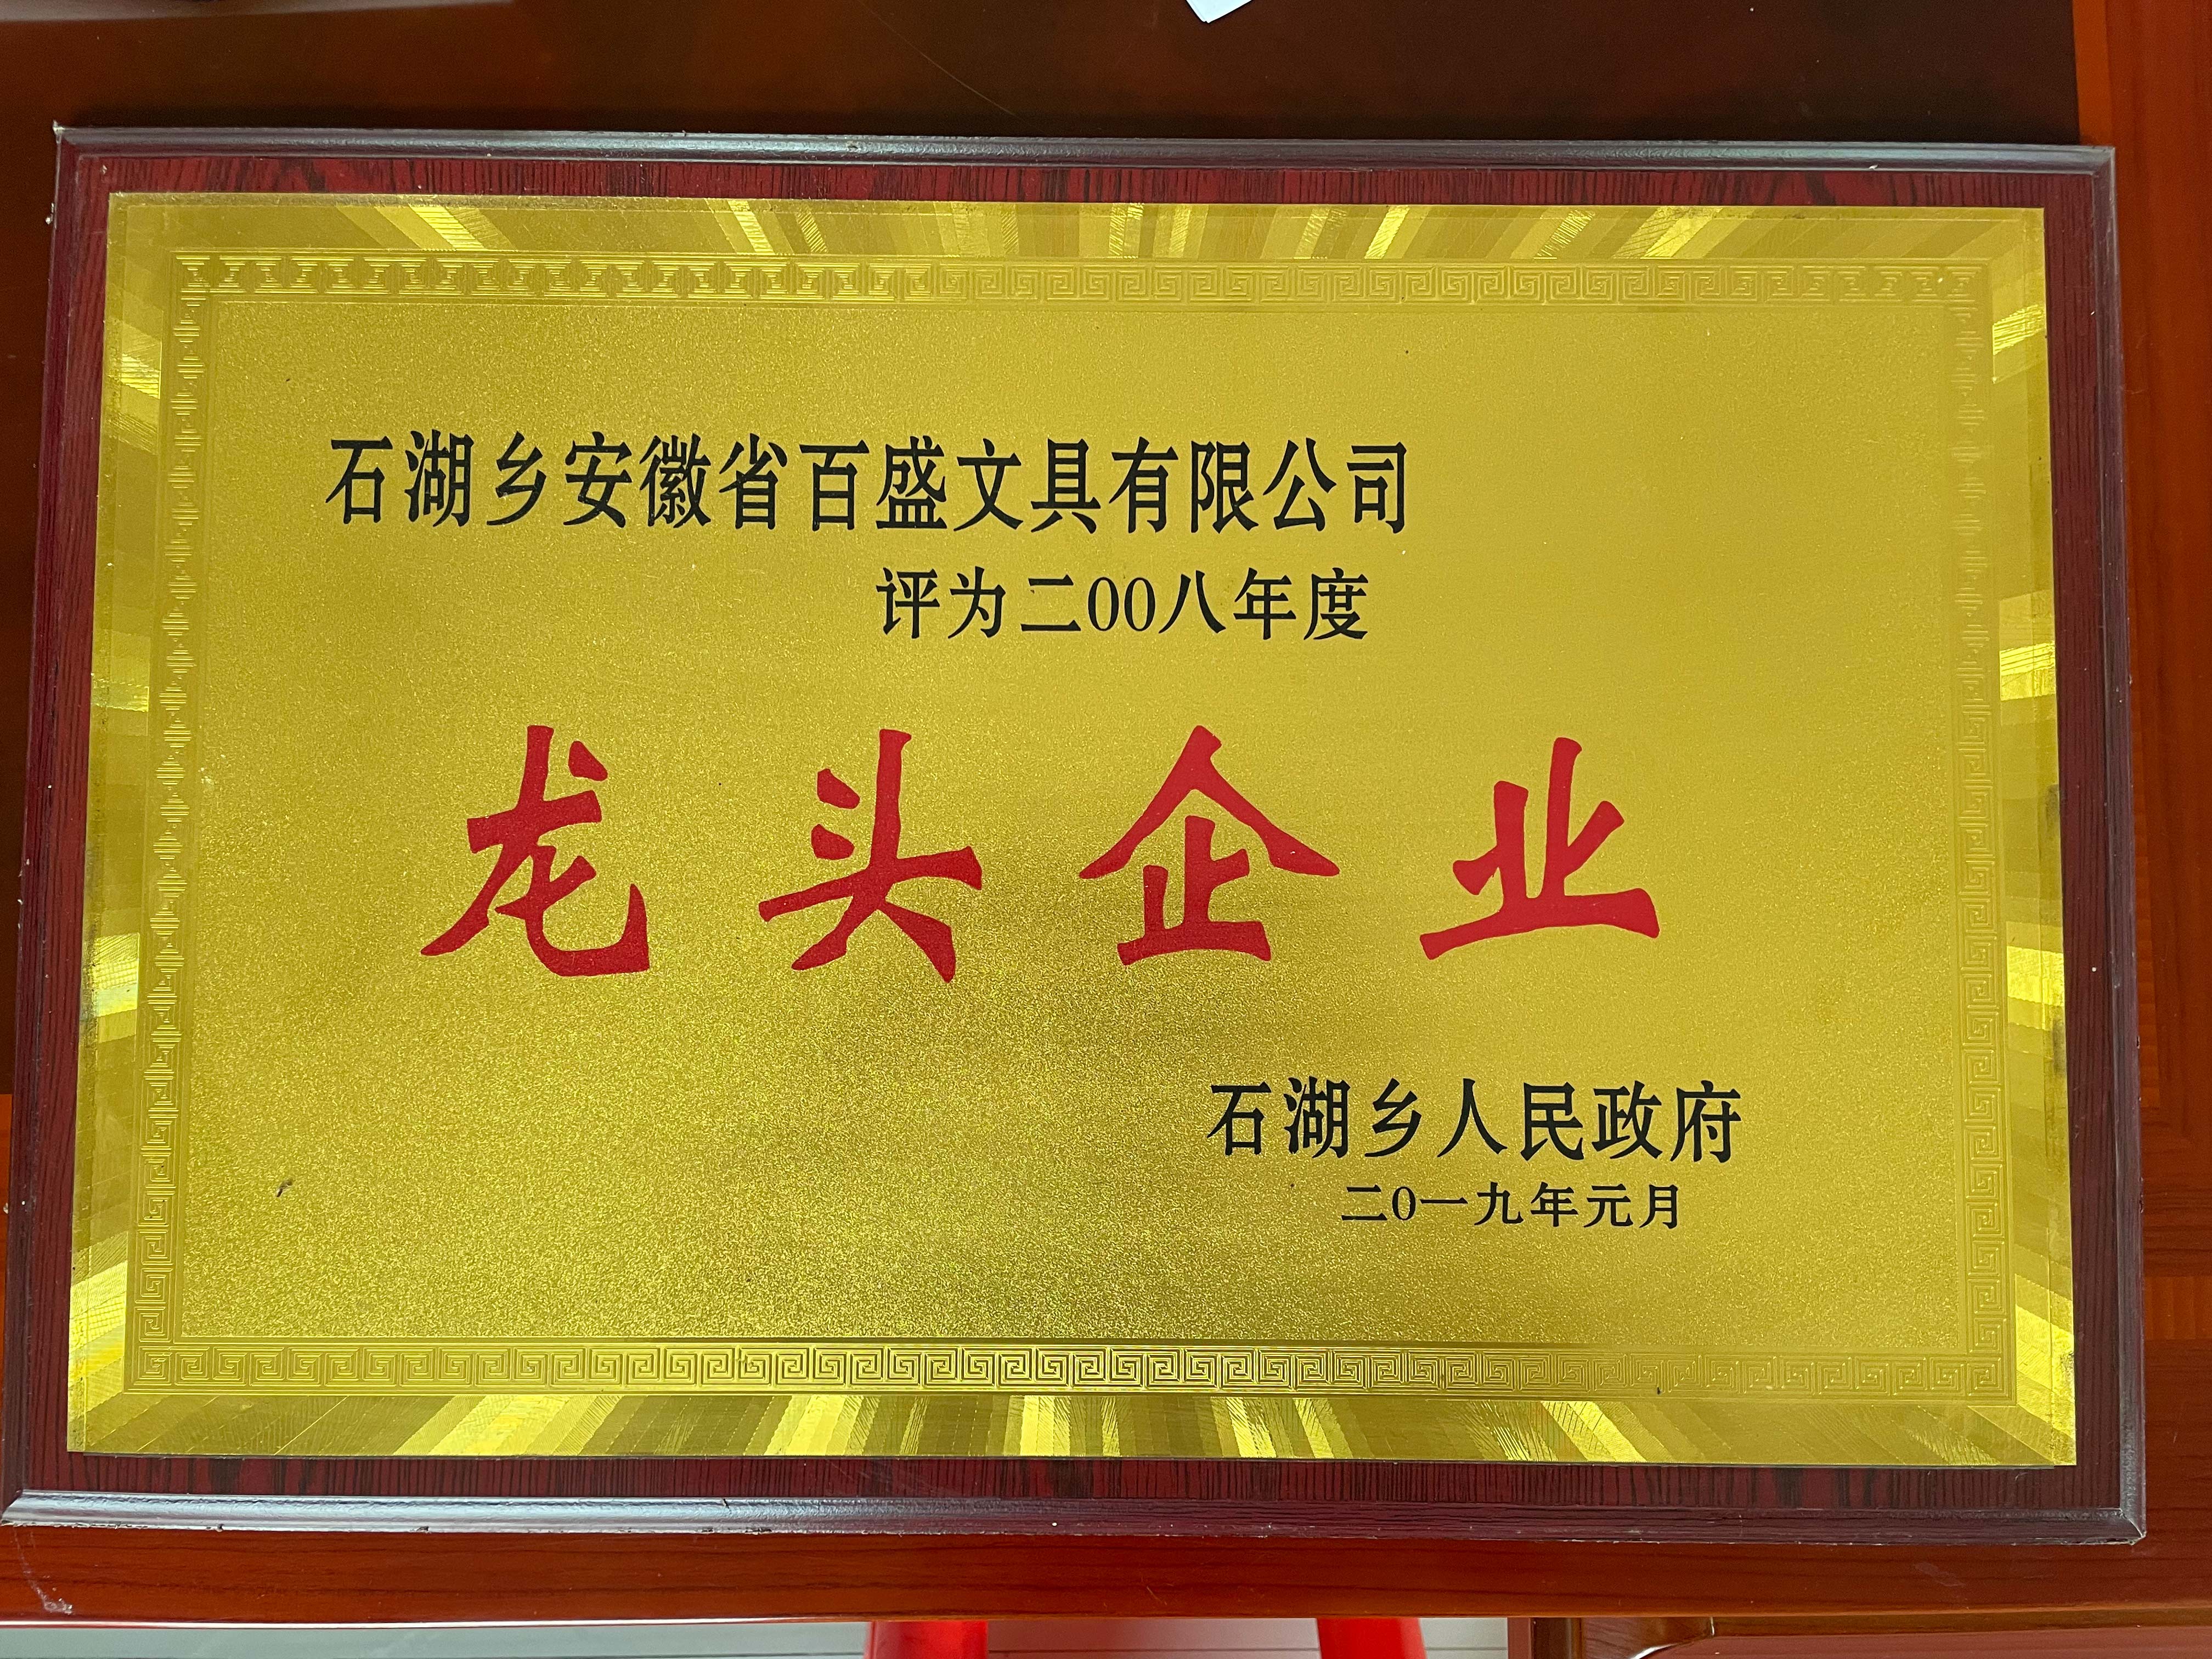 石湖乡安徽省百盛文具有限公司
评为二00八年度
龙头企业
石湖乡人民政府
二0一九年元月